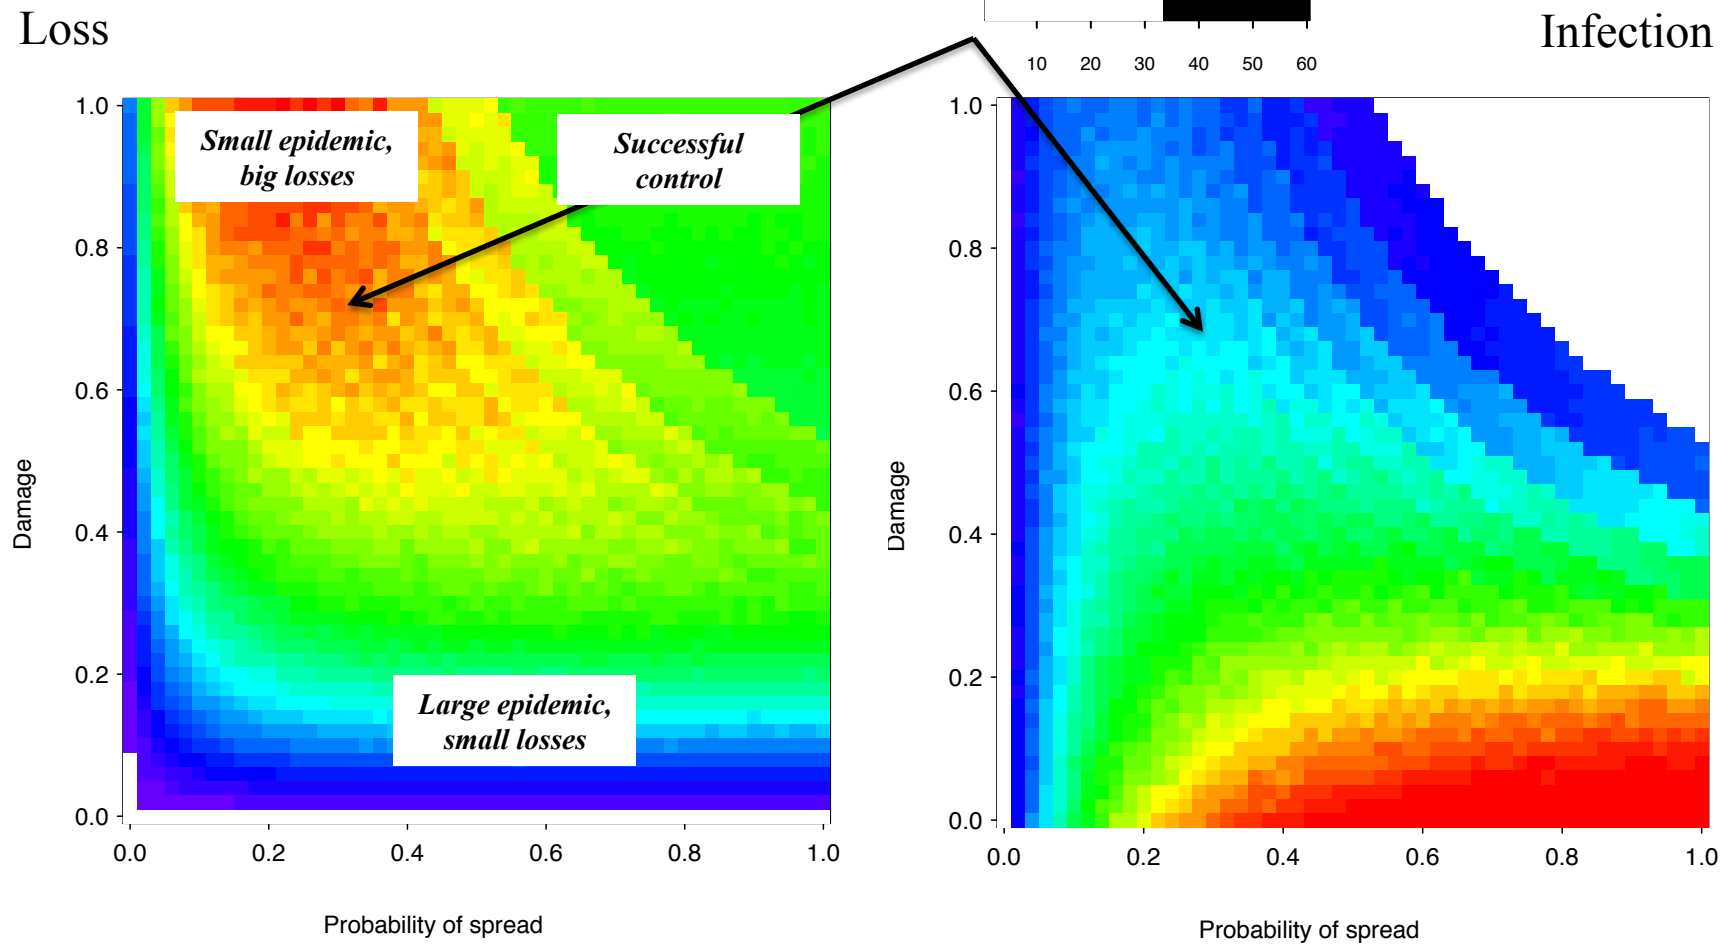 Loss
Infection
10 20 30 40 50 60
1.0
0.8
0.6
0.4
0.2
0.0
Damage
Small epidemic,
big losses
Successful
control
Large epidemic,
small losses
0.0 0.2 0.4 0.6 0.8 1.0
Probability of spread
1.0
0.8
0.6
0.4
0.2
0.0
Damage
0.0 0.2 0.4 0.6 0.8 1.0
Probability of spread